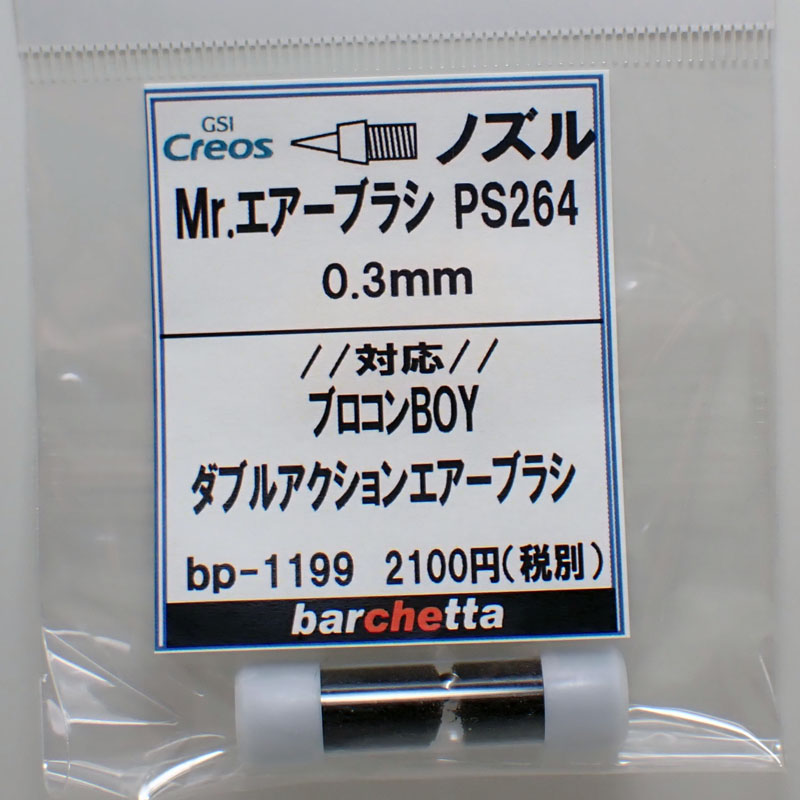 GSI
Creos ノズル
Mr.エアーブラシ PS264
0.3mm
//対応//
プロコンBOY
ダブルアクションエアーブラシ
bp-1199 2100円(税別)
barchetta